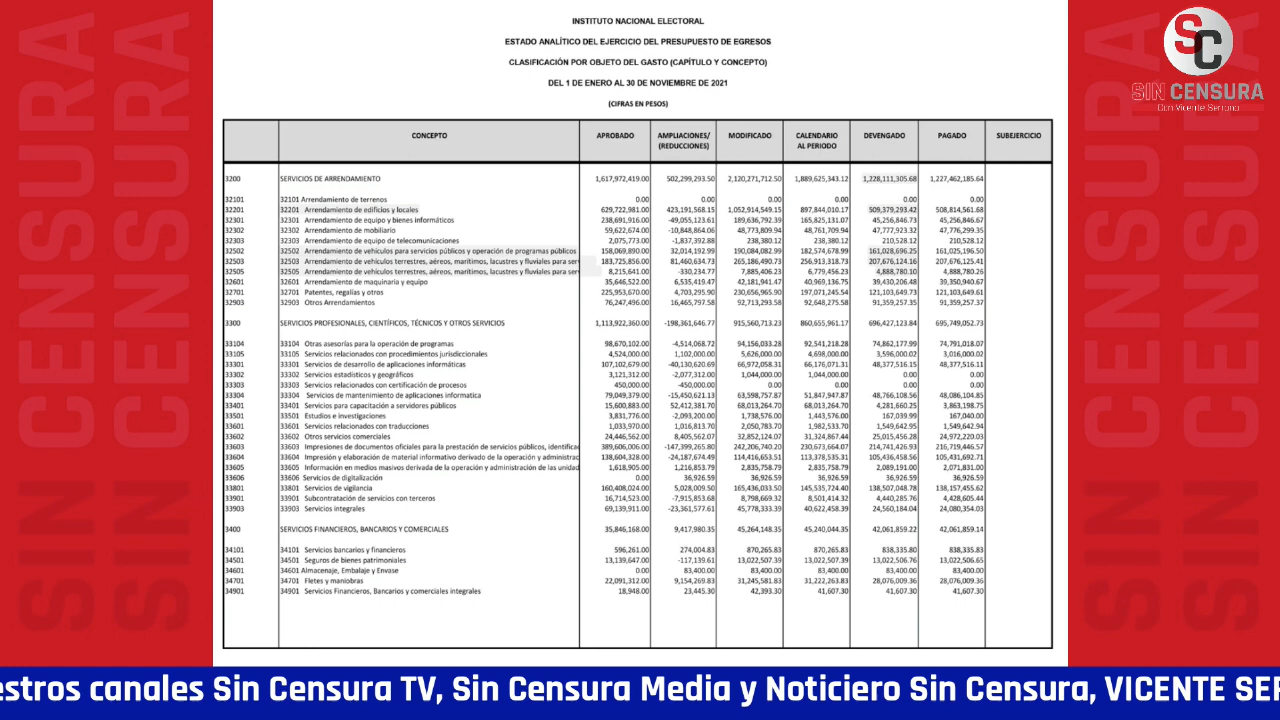 INSTITUTO NACIONAL ELECTORAL
ESTADO ANALÍTICO DEL EJERCICIO DEL PRESUPUESTO DE EGRESOS
CLASIFICACIÓN POR OBJETO DEL GASTO (CAPÍTULO Y CONCEPTO)
DEL 1 DE ENERO AL 30 DE NOVIEMBRE DE 2021
(CIFRAS EN PESOS)
SC
SIN CENSURA
Con Vicente Serrano
SIN CENSURA
SIN CENSURA
SIN CENSURA
SIN CENSURA
CONCEPTO APROBADO AMPLIACIONES/ (REDUCCIONES) MODIFICADO CALENDARIO AL PERIODO DEVENGADO PAGADO SUBEJERCICIO
3200 SERVICIOS DE ARRENDAMIENTO 1,617,972,419.00 502,299,293.50 2,120,271,712.50 1,889,625,343.12 1,228,111,305.68 1,227,462,185.64
32101 32101 Arrendamiento de terrenos 0.00 0.00 0.00 0.00 0.00 0.00
32201 32201 Arrendamiento de edificios y locales 629,722,981.00 423,191,568.15 1,052,914,549.15 897,844,010.17 509,379,293.42 508,814,561.68
32301 32301 Arrendamiento de equipo y bienes informáticos 238,691,916.00 -49,055,123.61 189,636,792.39 165,825,131.07 45,256,846.73 45,256,846.67
32302 32302 Arrendamiento de mobiliario 59,622,674.00 -10,848,864.06 48,773,809.94 48,761,709.94 47,777,923.32 47,776,299.35
32303 32303 Arrendamiento de equipo de telecomunicaciones 2,075,773.00 -1,837,392.88 238,380.12 238,380.12 210,528.12 210,528.13
32502 32502 Arrendamiento de vehículos para servicios públicos y operación de programas públicos 158,069,890.00 32,014,192.99 190,084,082.99 182,574,678.99 161,028,696.25 161,025,196.50
32503 32503 Arrendamiento de vehículos terrestres, aéreos, marítimos, lacustres y fluviales para ser 183,725,856.00 81,460,634.73 265,186,490.73 256,913,318.73 207,676,124.16 207,676,125.41
32505 32505 Arrendamiento de vehículos terrestres, aéreos, marítimos, lacustres y fluviales para ser 8,215,641.00 -330,234.77 7,885,406.23 6,779,456.23 4,888,780.10 4,888,780.26
32601 32601 Arrendamiento de maquinaria y equipo 35,646,522.00 6,535,419.47 42,181,941.47 40,969,136.75 39,430,206.48 39,350,940.67
32701 32701 Patentes, regalías y otros 225,953,670.00 4,703,295.90 230,656,965.90 197,071,245.54 121,103,649.73 121,103,649.61
32903 32903 Otros Arrendamientos 76,247,496.00 16,465,797.58 92,713,293.58 92,648,275.58 91,359,257.35 91,359,257.37
3300 SERVICIOS PROFESIONALES, CIENTÍFICOS, TÉCNICOS Y OTROS SERVICIOS 1,113,922,360.00 -198,361,646.77 915,560,713.23 860,655,961.17 696,427,123.84 695,749,052.73
33104 33104 Otras asesorías para la operación de programas 98,670,102.00 -4,514,068.72 94,156,033.28 92,541,218.28 74,862,177.99 74,791,018.07
33105 33105 Servicios relacionados con procedimientos jurisdiccionales 4,524,000.00 1,102,000.00 5,626,000.00 4,698,000.00 3,596,000.02 3,016,000.02
33301 33301 Servicios de desarrollo de aplicaciones informáticas 107,102,679.00 -40,130,620.69 66,972,058.31 66,176,071.31 48,377,516.15 48,377,516.11
33302 33302 Servicios estadísticos y geográficos 3,121,312.00 -2,077,312.00 1,044,000.00 1,044,000.00 0.00 0.00
33303 33303 Servicios relacionados con certificación de procesos 450,000.00 -450,000.00 0.00 0.00 0.00 0.00
33304 33304 Servicios de mantenimiento de aplicaciones informatica 79,049,379.00 -15,450,621.13 63,598,757.87 51,847,947.87 48,766,108.56 48,086,104.85
33401 33401 Servicios para capacitación a servidores públicos 15,600,883.00 52,412,381.70 68,013,264.70 68,013,264.70 4,281,660.25 3,863,198.75
33501 33501 Estudios e investigaciones 3,831,776.00 -2,093,200.00 1,738,576.00 1,443,576.00 167,039.99 167,040.00
33601 33601 Servicios relacionados con traducciones 1,033,970.00 1,016,813.70 2,050,783.70 1,982,533.70 1,549,642.95 1,549,642.94
33602 33602 Otros servicios comerciales 24,446,562.00 8,405,562.07 32,852,124.07 31,324,867.44 25,015,456.28 24,972,220.03
33603 33603 Impresiones de documentos oficiales para la prestación de servicios públicos, identifica 389,606,006.00 -147,399,265.80 242,206,740.20 230,673,664.07 214,741,426.93 216,719,446.57
33604 33604 Impresión y elaboración de material informativo derivado de la operación y administrac 138,604,328.00 -24,187,674.49 114,416,653.51 113,378,535.31 105,436,458.56 105,431,692.71
33605 33605 Información en medios masivos derivada de la operación y administración de las unidad 1,618,905.00 1,216,853.79 2,835,758.79 2,835,758.79 2,089,191.00 2,071,831.00
33606 33606 Servicios de digitalización 0.00 36,926.59 36,926.59 36,926.59 36,926.59 36,926.59
33801 33801 Servicios de vigilancia 160,408,024.00 5,028,009.50 165,436,033.50 145,535,724.40 138,507,048.78 138,157,455.62
33901 33901 Subcontratación de servicios con terceros 16,714,523.00 -7,915,853.68 8,798,669.32 8,501,414.32 4,440,285.76 4,428,605.44
33903 33903 Servicios integrales 69,139,911.00 -23,361,577.61 45,778,333.39 40,622,458.39 24,560,184.04 24,080,354.03
3400 SERVICIOS FINANCIEROS, BANCARIOS Y COMERCIALES 35,846,168.00 9,417,980.35 45,264,148.35 45,240,044.35 42,061,859.22 42,061,859.14
34101 34101 Servicios bancarios y financieros 596,261.00 274,004.83 870,265.83 870,265.83 838,335.80 838,335.83
34501 34501 Seguros de bienes patrimoniales 13,139,647.00 -117,139.61 13,022,507.39 13,022,507.39 13,022,506.76 13,022,506.65
34601 34601 Almacenaje, Embalaje y Envase 0.00 83,400.00 83,400.00 83,400.00 83,400.00 83,400.00
34701 34701 Fletes y maniobras 22,091,312.00 9,154,269.83 31,245,581.83 31,222,263.83 28,076,009.36 28,076,009.36
34901 34901 Servicios Financieros, Bancarios y comerciales integrales 18,948.00 23,445.30 42,393.30 41,607.30 41,607.30 41,607.30
estros canales Sin Censura TV, Sin Censura Media y Noticiero Sin Censura, VICENTE SER